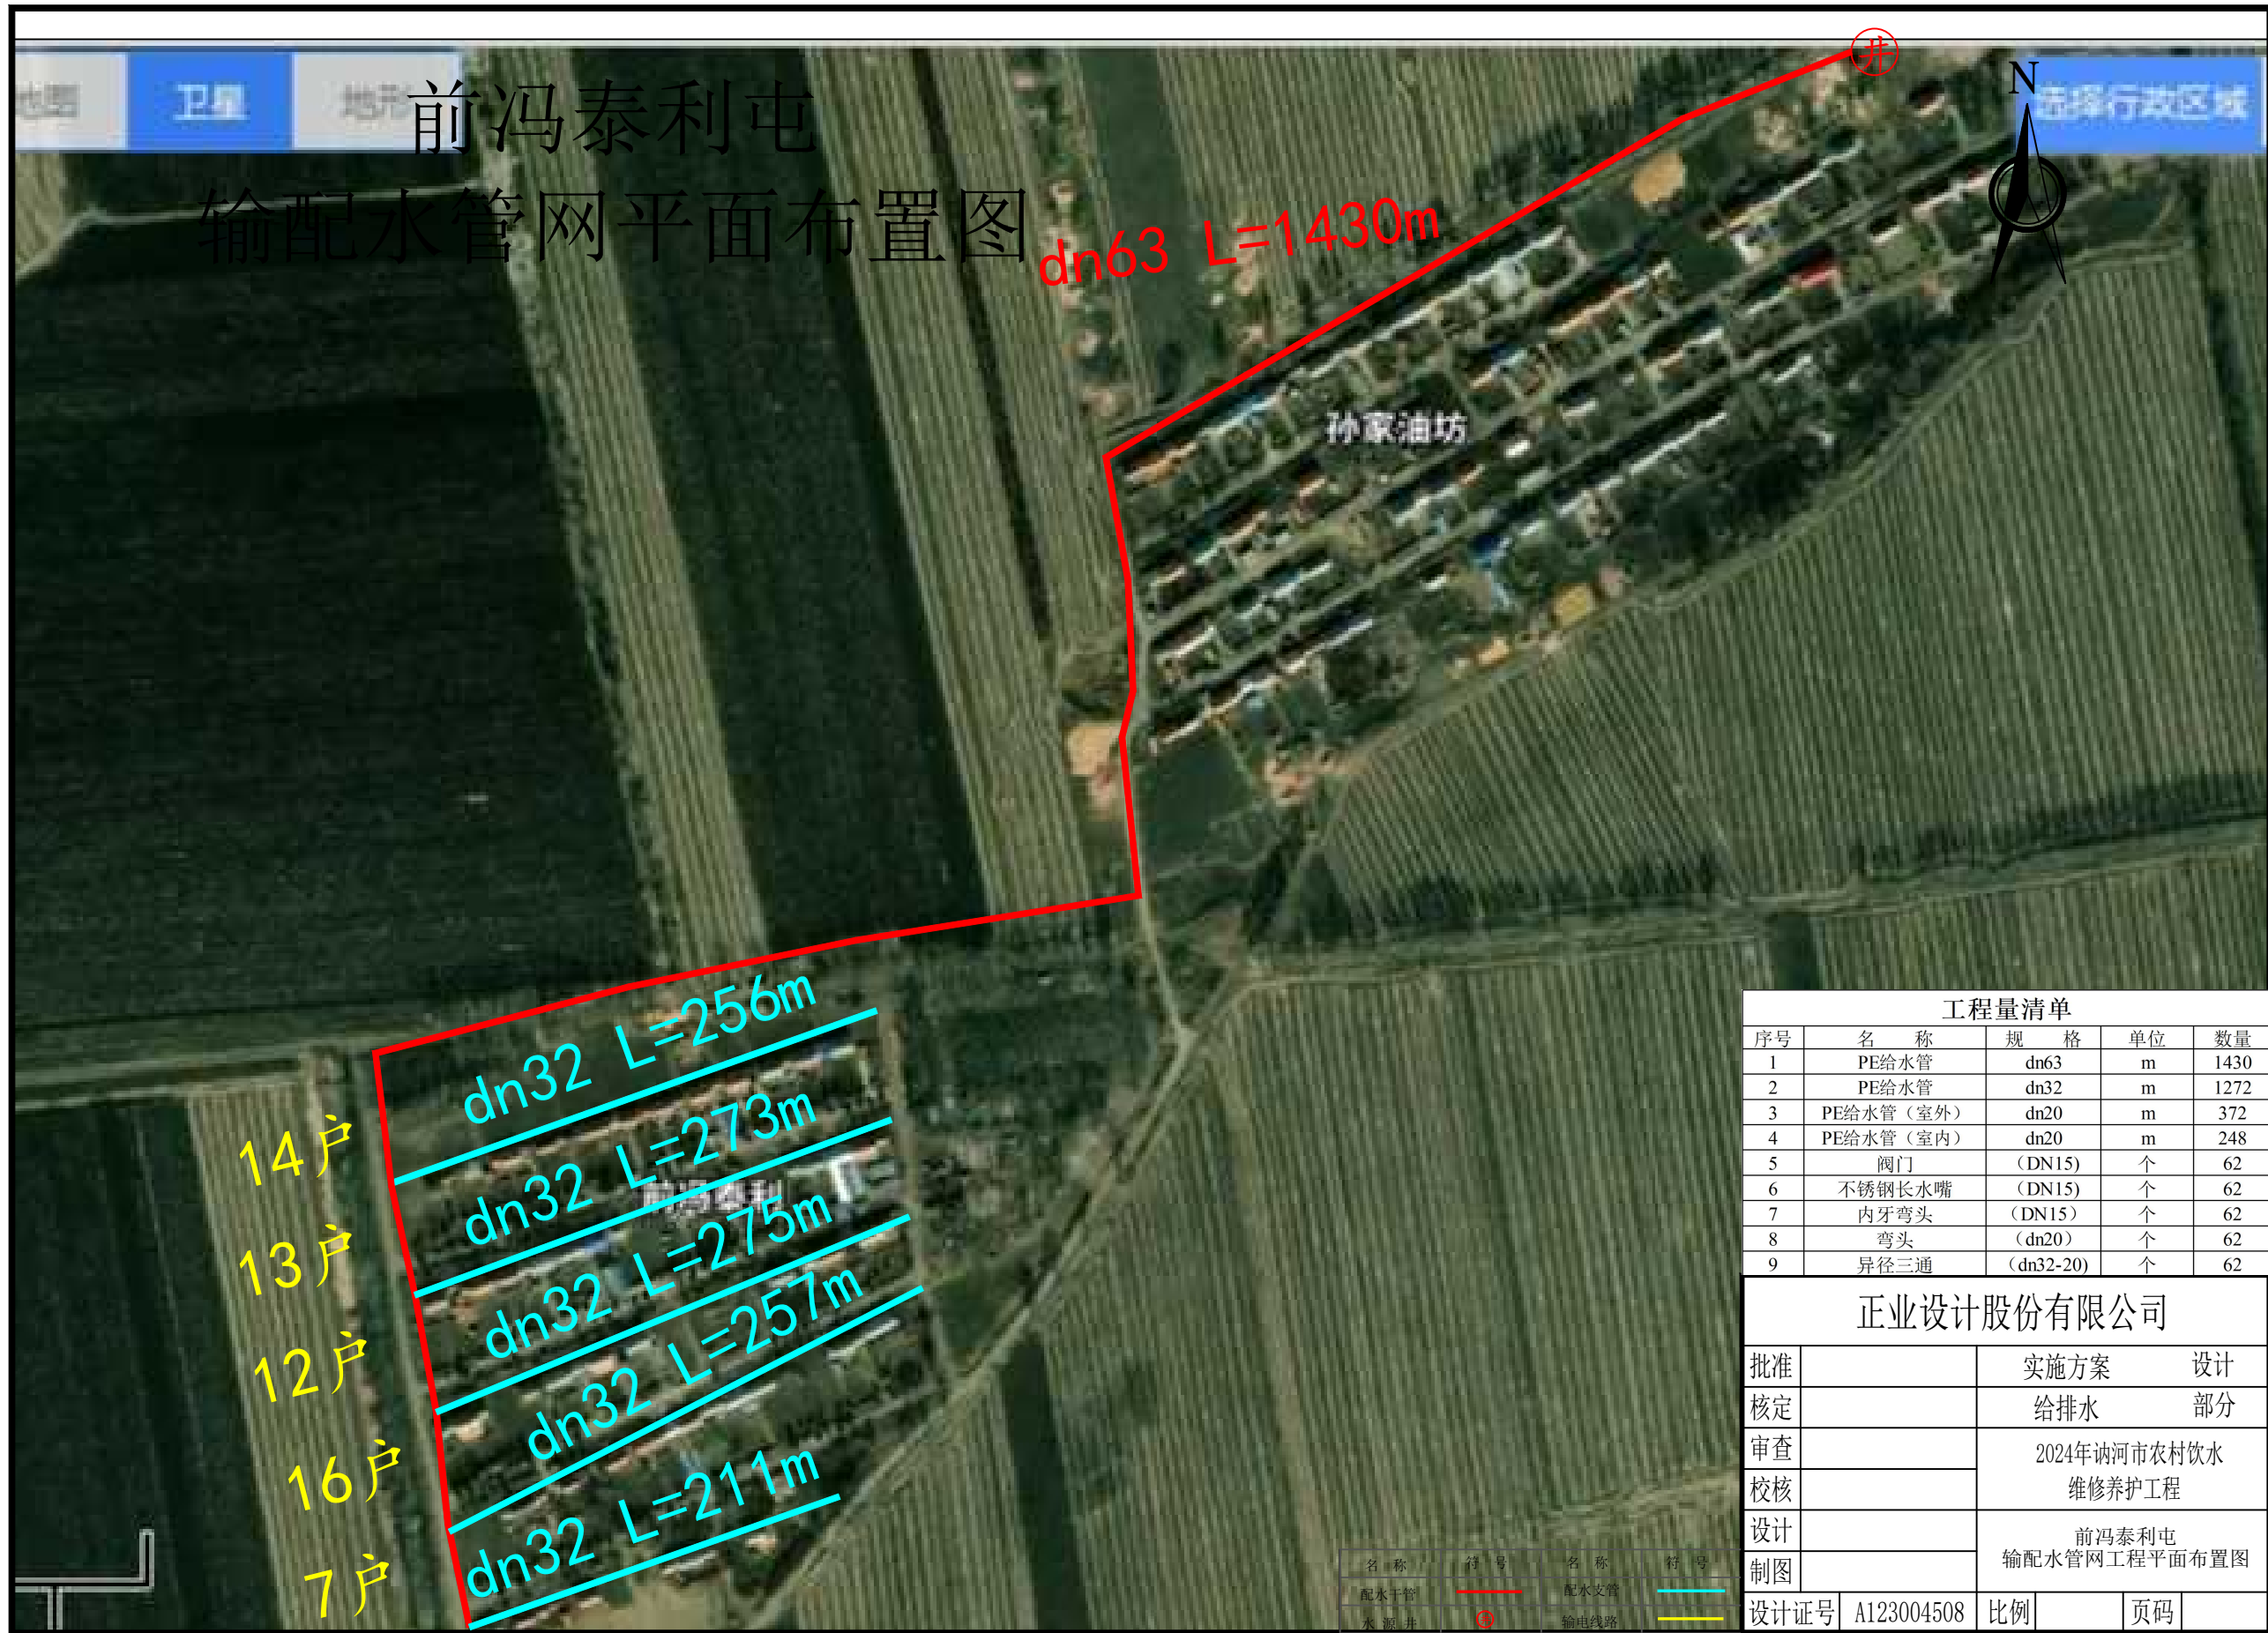 地图 卫星 地形
选择行政区域
前冯泰利屯
输配水管网平面布置图
井
N
dn63 L=1430m
孙家油坊
dn32 L=256m
14户
dn32 L=273m
前冯泰利
13户
dn32 L=275m
12户
dn32 L=257m
16户
dn32 L=211m
7户
工程量清单
序号 名 称 规 格 单位 数量
1 PE给水管 dn63 m 1430
2 PE给水管 dn32 m 1272
3 PE给水管（室外） dn20 m 372
4 PE给水管（室内） dn20 m 248
5 阀门 （DN15) 个 62
6 不锈钢长水嘴 （DN15) 个 62
7 内牙弯头 （DN15） 个 62
8 弯头 （dn20） 个 62
9 异径三通 （dn32-20) 个 62
正业设计股份有限公司
批准 实施方案 设计
核定 给排水 部分
审查 2024年讷河市农村饮水
校核 维修养护工程
设计 前冯泰利屯
制图 输配水管网工程平面布置图
设计证号 A123004508 比例 页码
名 称 符 号 名 称 符 号
配水干管 配水支管
水 源 井 井 输电线路